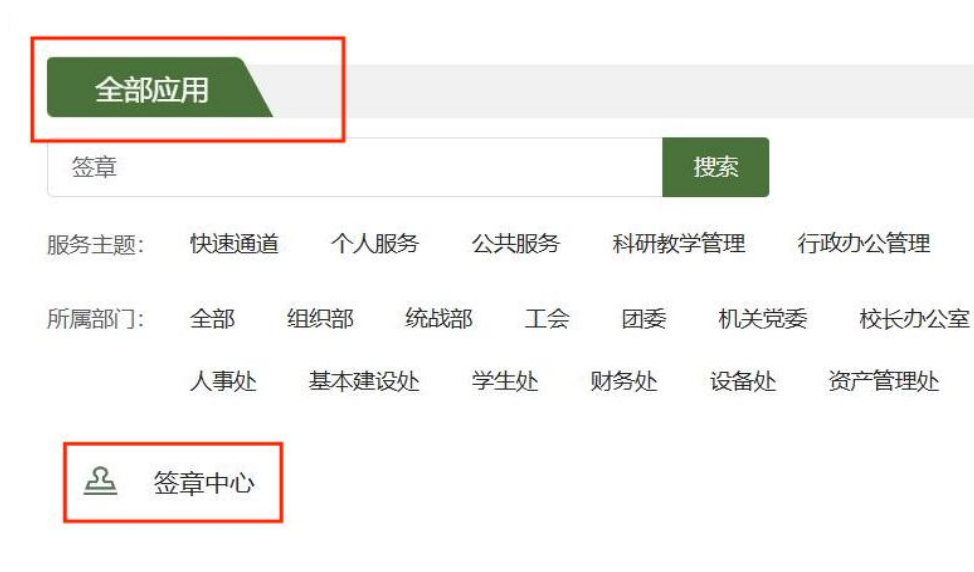 全部应用
签章 搜索
服务主题: 快速通道 个人服务 公共服务 科研教学管理 行政办公管理
所属部门: 全部 组织部 统战部 工会 团委 机关党委 校长办公室
人事处 基本建设处 学生处 财务处 设备处 资产管理处
签章中心